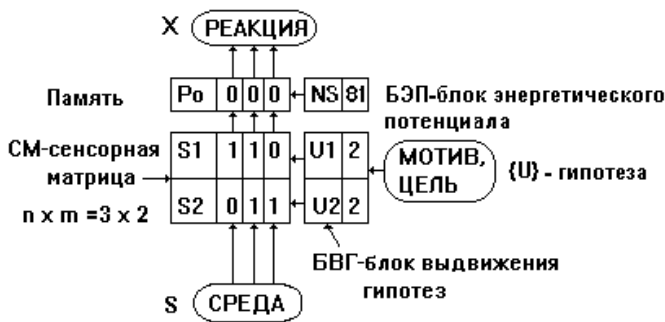 X РЕАКЦИЯ
Память Po 0 0 0 NS 81 БЭП-блок энергетического
потенциала
СМ-сенсорная
матрица
S1 1 1 0 U1 2 МОТИВ,
ЦЕЛЬ {U} - гипотеза
n x m =3 x 2 S2 0 1 1 U2 2
БВГ-блок выдвижения
гипотез
S СРЕДА